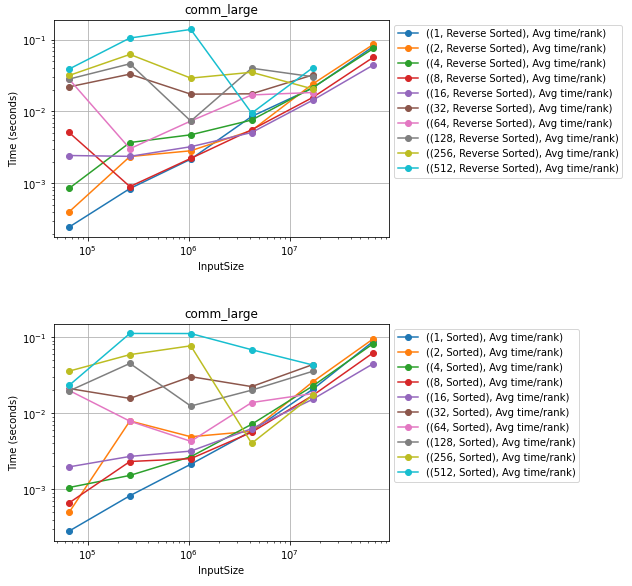 comm_large
10⁻¹
10⁻²
10⁻³
Time (seconds)
10⁵
10⁶
10⁷
InputSize
((1, Reverse Sorted), Avg time/rank)
((2, Reverse Sorted), Avg time/rank)
((4, Reverse Sorted), Avg time/rank)
((8, Reverse Sorted), Avg time/rank)
((16, Reverse Sorted), Avg time/rank)
((32, Reverse Sorted), Avg time/rank)
((64, Reverse Sorted), Avg time/rank)
((128, Reverse Sorted), Avg time/rank)
((256, Reverse Sorted), Avg time/rank)
((512, Reverse Sorted), Avg time/rank)
comm_large
10⁻¹
10⁻²
10⁻³
Time (seconds)
10⁵
10⁶
10⁷
InputSize
((1, Sorted), Avg time/rank)
((2, Sorted), Avg time/rank)
((4, Sorted), Avg time/rank)
((8, Sorted), Avg time/rank)
((16, Sorted), Avg time/rank)
((32, Sorted), Avg time/rank)
((64, Sorted), Avg time/rank)
((128, Sorted), Avg time/rank)
((256, Sorted), Avg time/rank)
((512, Sorted), Avg time/rank)